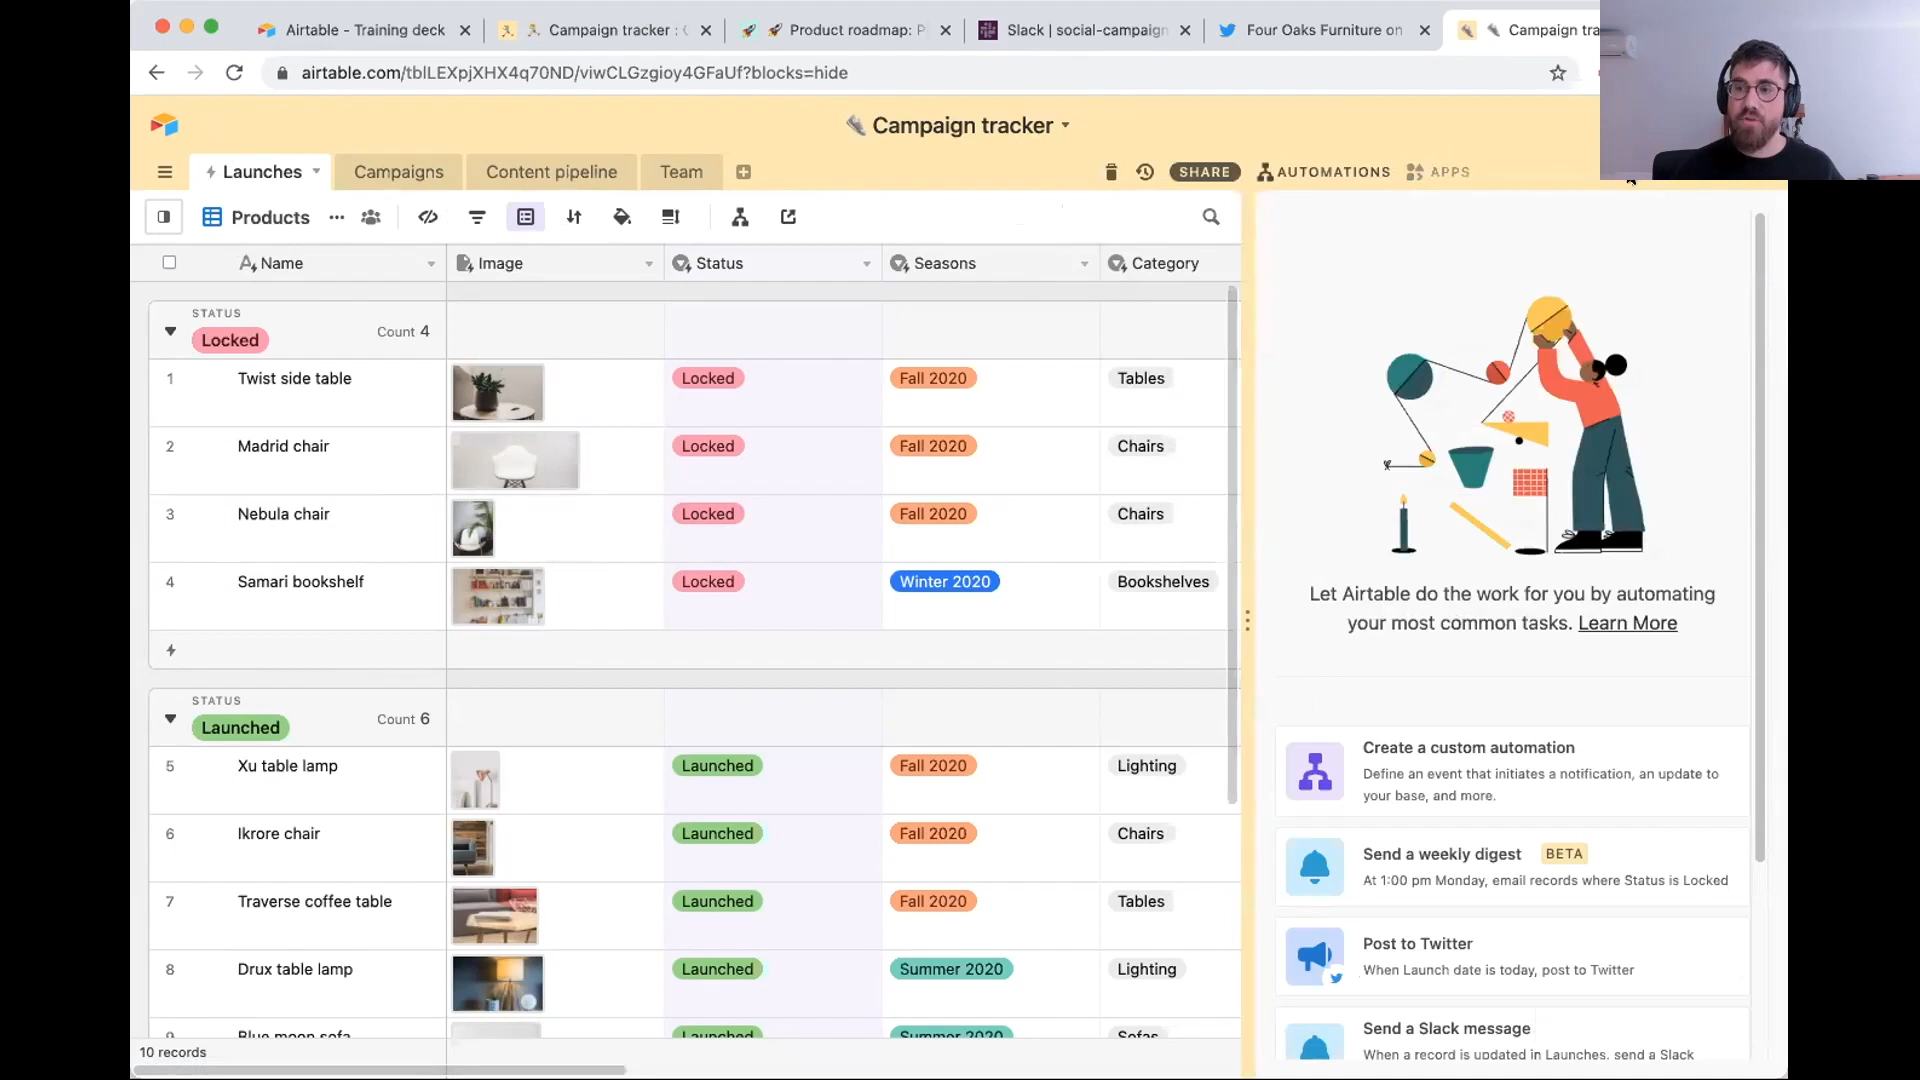 Airtable - Training deck
Campaign tracker : (
Product roadmap: P
Slack | social-campaign
Four Oaks Furniture on
Campaign tra
airtable.com/tblLEXpjXHX4q70ND/viwCLGzgioy4GFaUf?blocks=hide
Campaign tracker
Launches
Campaigns
Content pipeline
Team
SHARE
AUTOMATIONS
APPS
Products
Name
Image
Status
Seasons
Category
STATUS
Locked
Count 4
1 Twist side table Locked Fall 2020 Tables
2 Madrid chair Locked Fall 2020 Chairs
3 Nebula chair Locked Fall 2020 Chairs
4 Samari bookshelf Locked Winter 2020 Bookshelves
STATUS
Launched
Count 6
5 Xu table lamp Launched Fall 2020 Lighting
6 Ikrore chair Launched Fall 2020 Chairs
7 Traverse coffee table Launched Fall 2020 Tables
8 Drux table lamp Launched Summer 2020 Lighting
9 Blue moon sofa Launched Summer 2020 Sofas
10 records
Let Airtable do the work for you by automating
your most common tasks. Learn More
Create a custom automation
Define an event that initiates a notification, an update to
your base, and more.
Send a weekly digest BETA
At 1:00 pm Monday, email records where Status is Locked
Post to Twitter
When Launch date is today, post to Twitter
Send a Slack message
When a record is updated in Launches, send a Slack